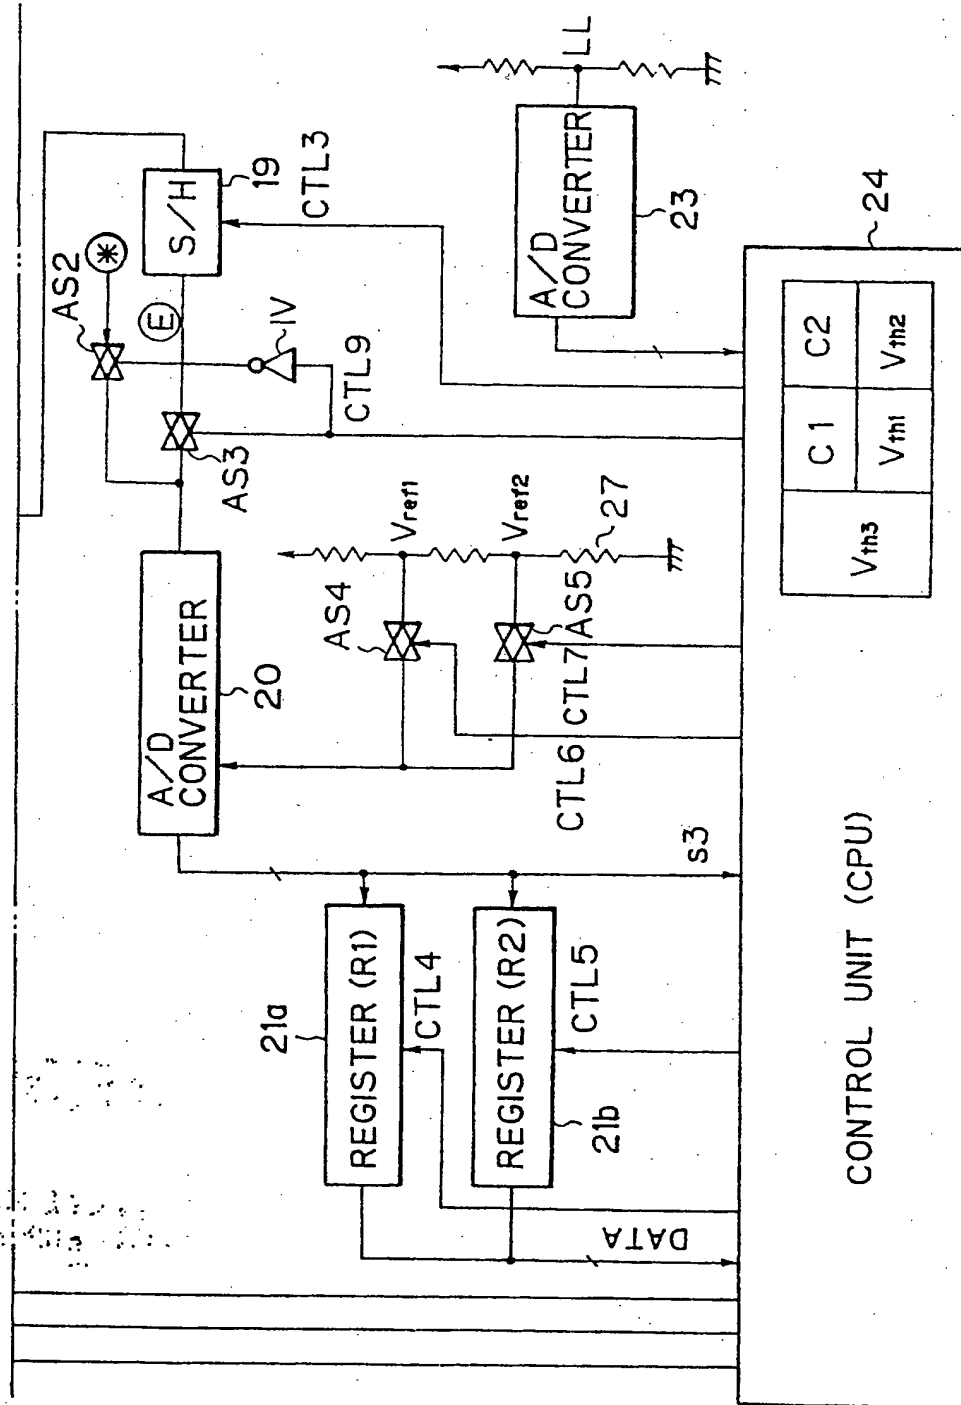 LL
A/D
CONVERTER
23
S/H
19
CTL3
*
AS2
E
IV
CTL9
AS3
A/D
CONVERTER
20
Vref1
Vref2
27
AS4
AS5
CTL6
CTL7
s3
REGISTER (R1)
21a
CTL4
REGISTER (R2)
21b
CTL5
DATA
24
C1
C2
Vth1
Vth2
Vth3
CONTROL UNIT (CPU)